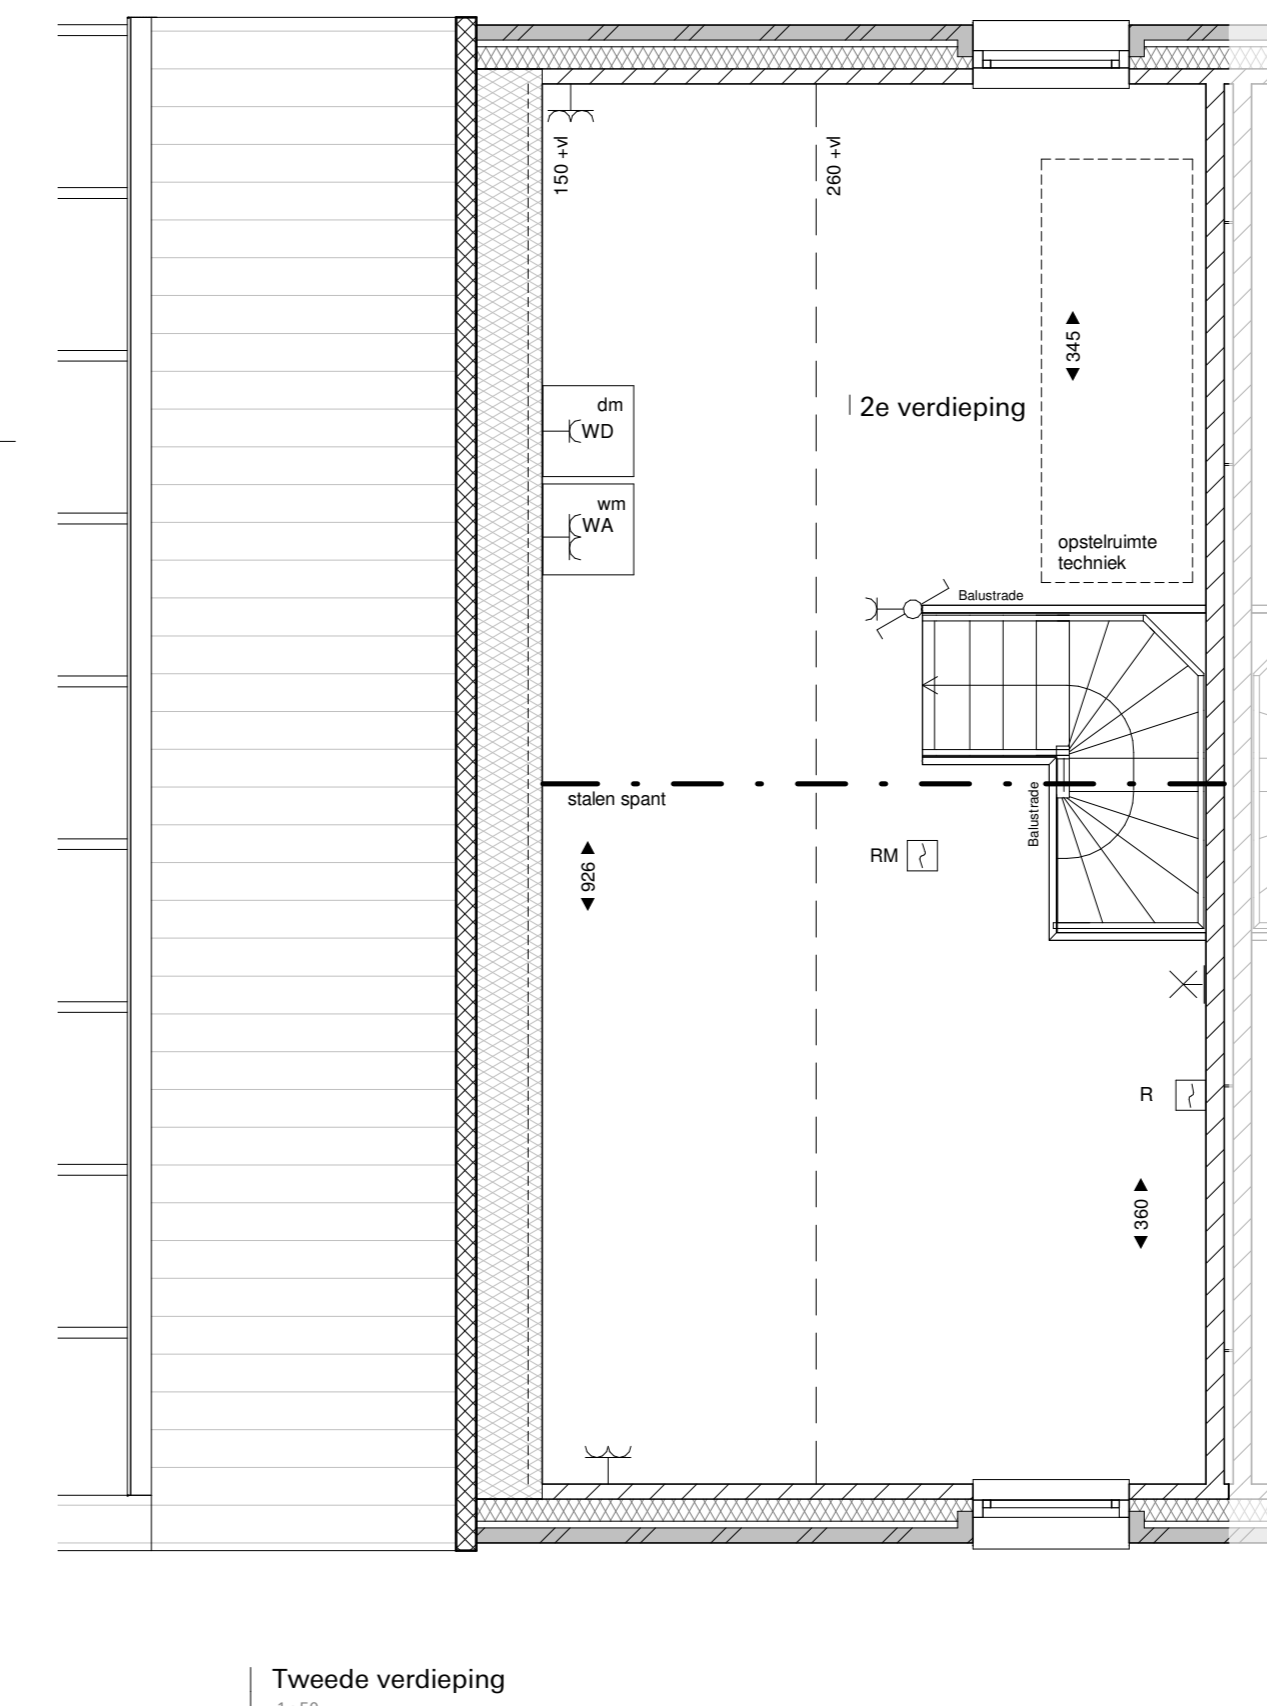 150 +vl
260 +vl
345
dm
WD
2e verdieping
wm
WA
opstelruimte
techniek
Balustrade
stalen spant
Balustrade
926
RM
R
360
Tweede verdieping